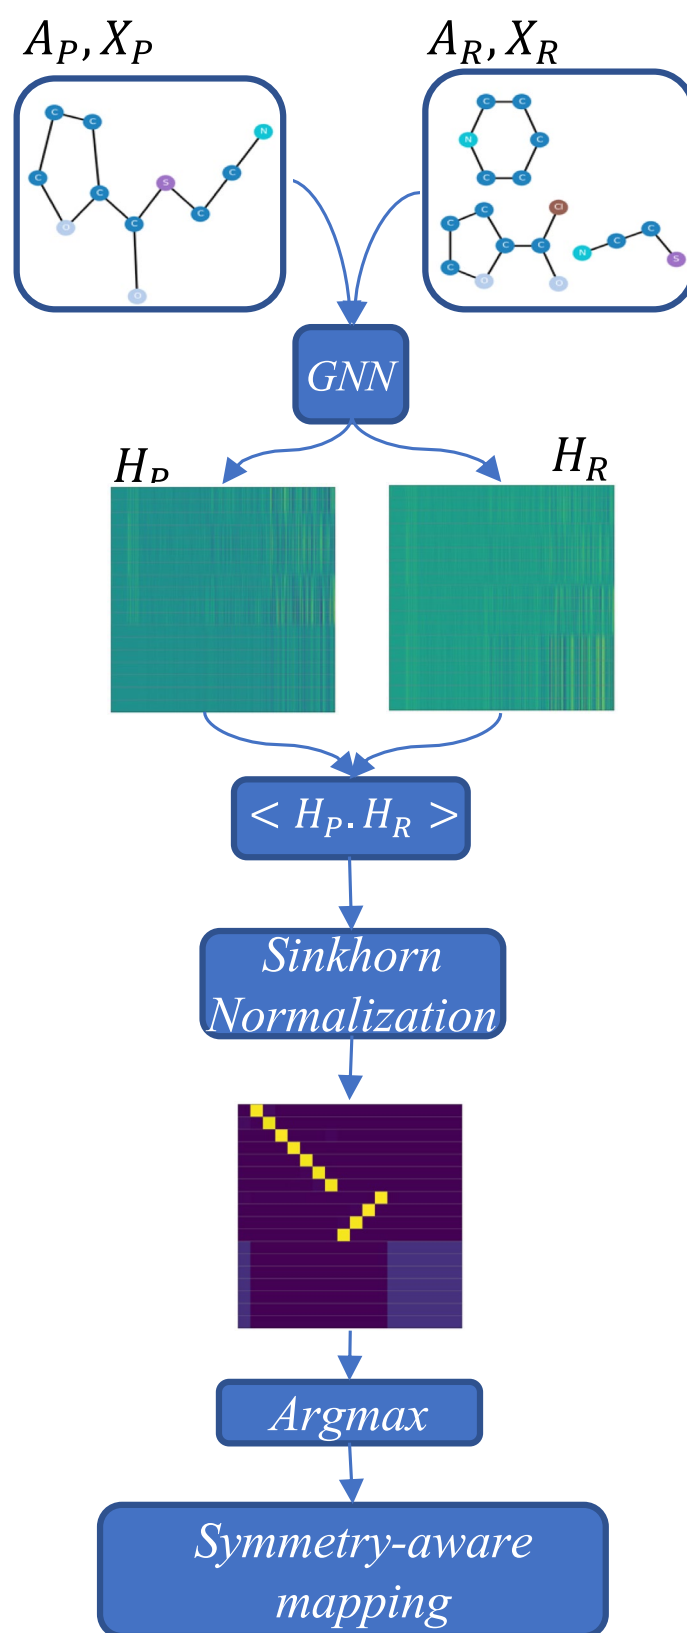 A_P, X_P
A_R, X_R
C C N C S C C C O O
C C N C C C C C Cl C C C C O O N C C S
GNN
H_P
H_R
< H_P. H_R >
Sinkhorn
Normalization
Argmax
Symmetry-aware
mapping